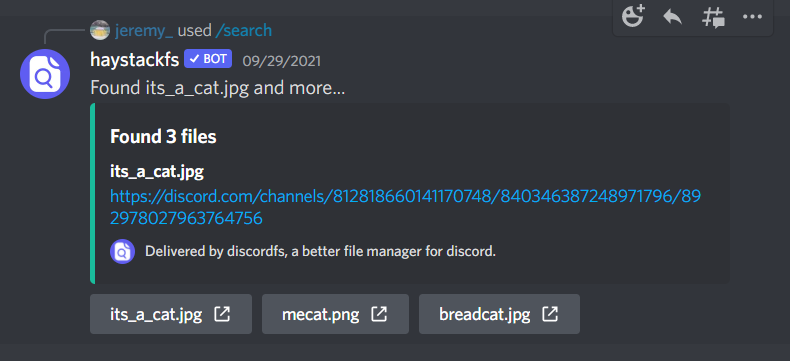 jeremy_ used /search
haystackfs ✓ BOT 09/29/2021
Found its_a_cat.jpg and more...
Found 3 files
its_a_cat.jpg
https://discord.com/channels/812818660141170748/840346387248971796/89
2978027963764756
Delivered by discordfs, a better file manager for discord.
its_a_cat.jpg mecat.png breadcat.jpg